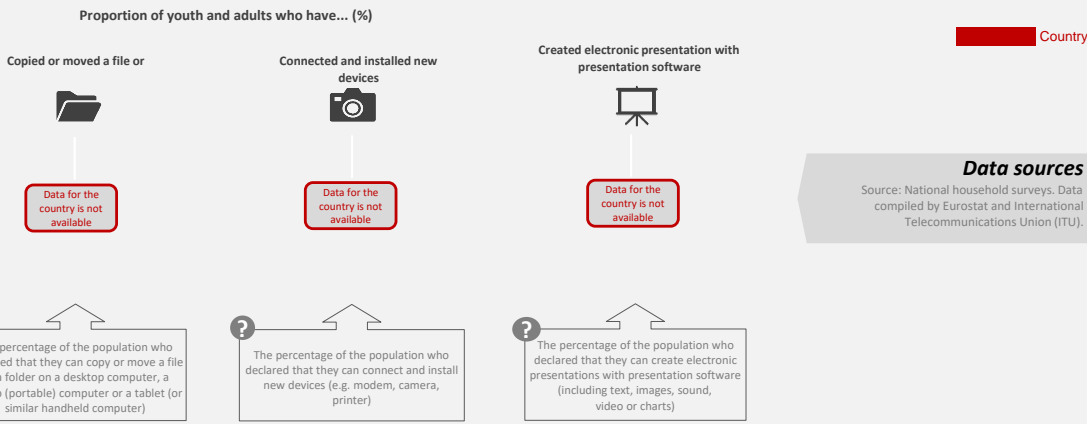 Proportion of youth and adults who have... (%)
Country
Copied or moved a file or
Connected and installed new
devices
Created electronic presentation with
presentation software
Data for the
country is not
available
Data for the
country is not
available
Data for the
country is not
available
Data sources
Source: National household surveys. Data
compiled by Eurostat and International
Telecommunications Union (ITU).
percentage of the population who
ed that they can copy or move a file
folder on a desktop computer, a
(portable) computer or a tablet (or
similar handheld computer)
?
The percentage of the population who
declared that they can connect and install
new devices (e.g. modem, camera,
printer)
?
The percentage of the population who
declared that they can create electronic
presentations with presentation software
(including text, images, sound,
video or charts)